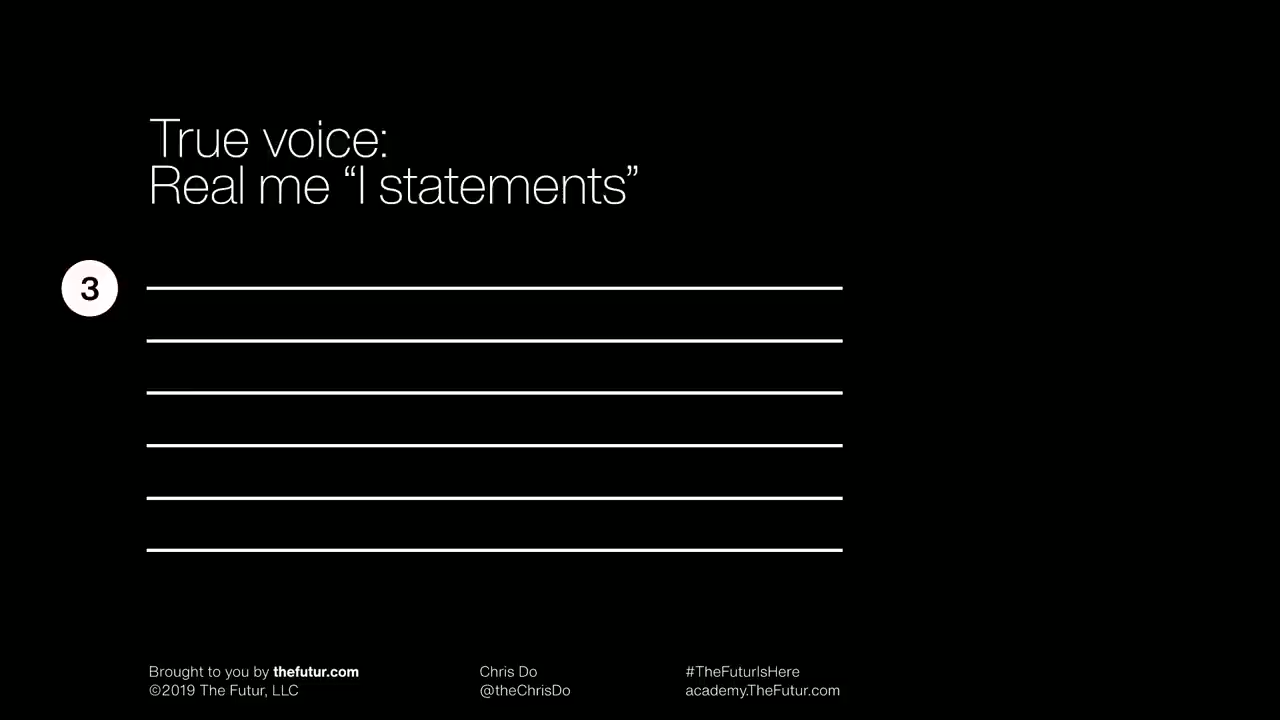 True voice:
Real me “I statements”
3
Brought to you by thefutur.com
©2019 The Futur, LLC
Chris Do
@theChrisDo
#TheFuturIsHere
academy.TheFutur.com